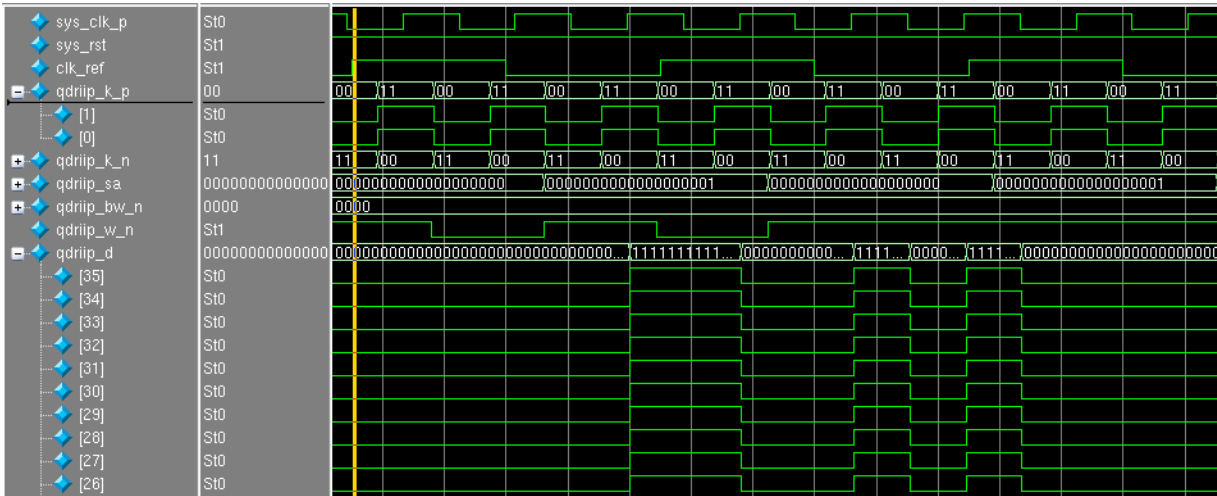 sys_clk_p St0
sys_rst St1
clk_ref St1
qdriip_k_p 00 00 11 00 11 00 11 00 11 00 11 00 11 00 11 00 11
[1] St0
[0] St0
qdriip_k_n 11 11 00 11 00 11 00 11 00 11 00 11 00 11 00 11 00
qdriip_sa 00000000000000 0000000000000000000 0000000000000000001 0000000000000000000 0000000000000000001
qdriip_bw_n 0000 0000
qdriip_w_n St1
qdriip_d 00000000000000 0000000000000000000000000000000... 1111111111... 0000000000... 1111... 0000... 1111... 0000000000000000000000
[35] St0
[34] St0
[33] St0
[32] St0
[31] St0
[30] St0
[29] St0
[28] St0
[27] St0
[26] St0